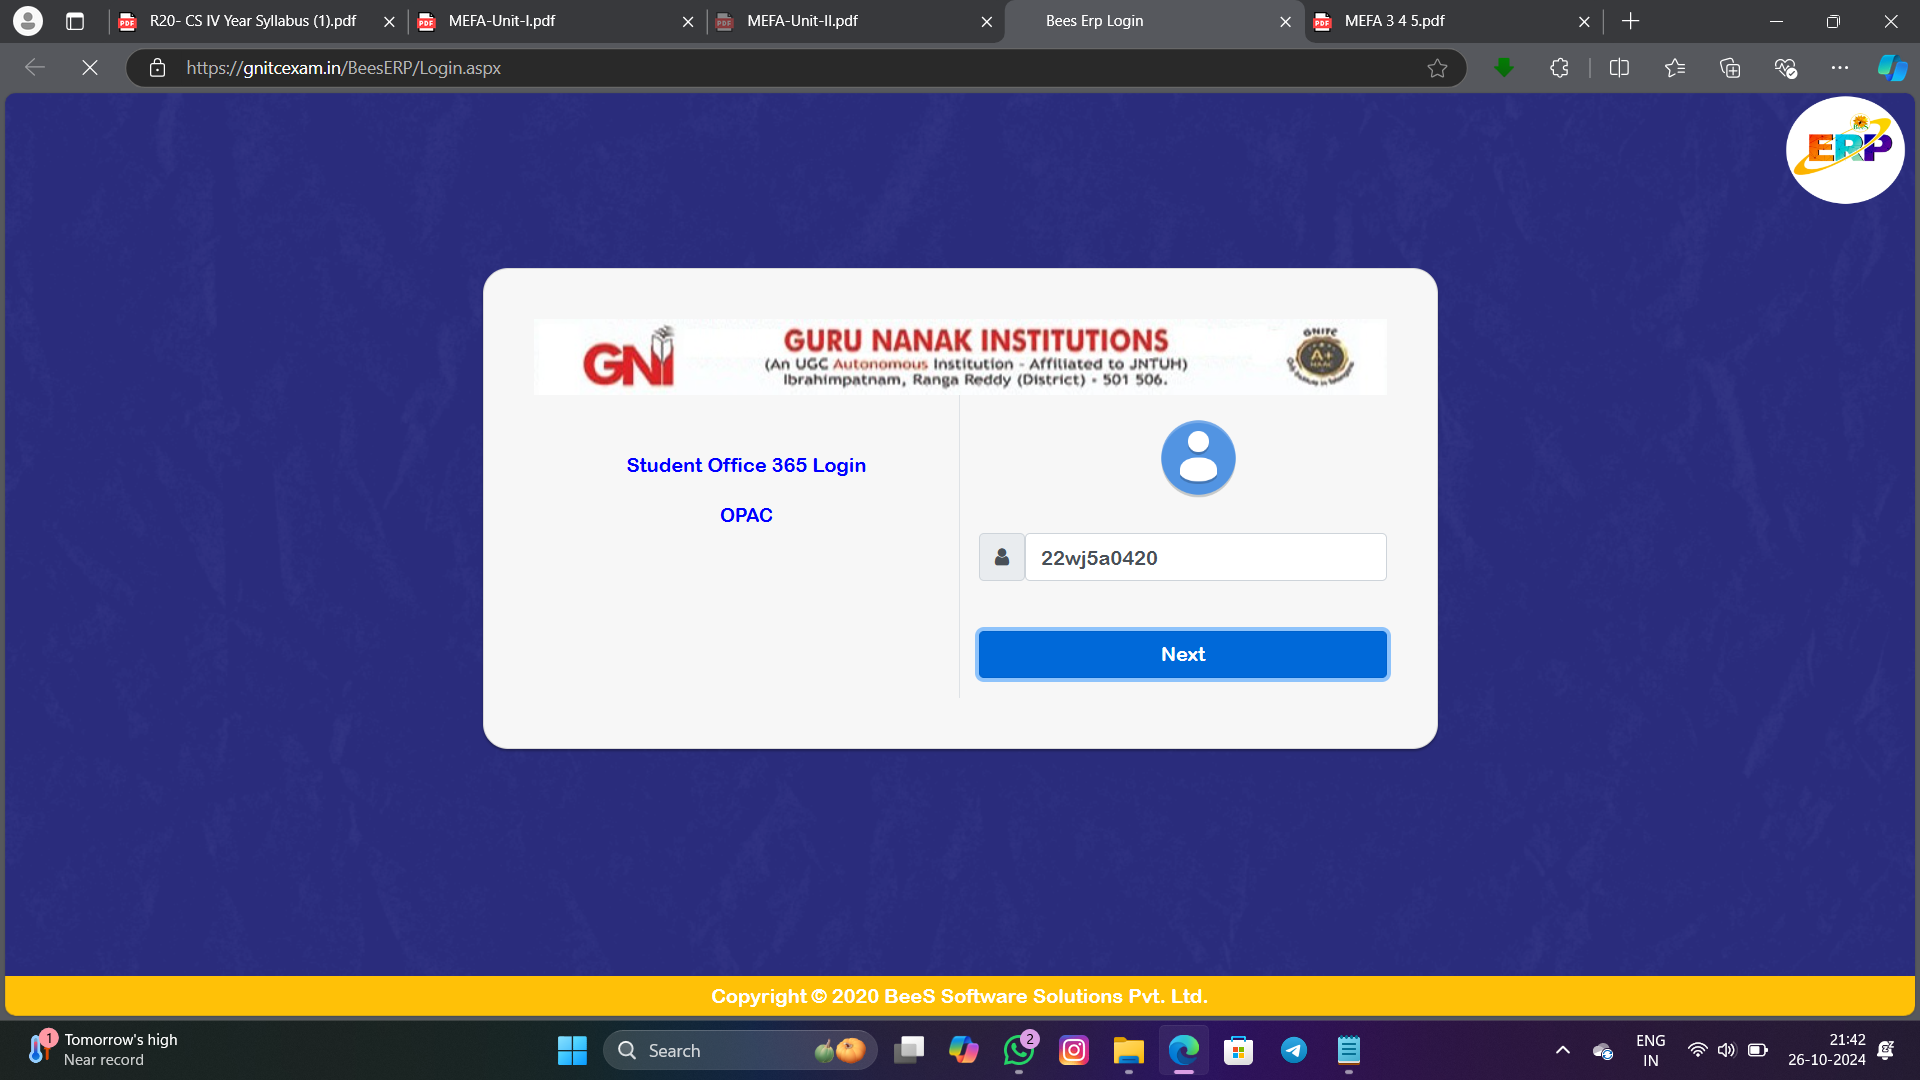 R20- CS IV Year Syllabus (1).pdf
MEFA-Unit-I.pdf
MEFA-Unit-II.pdf
Bees Erp Login
MEFA 3 4 5.pdf
https://gnitcexam.in/BeesERP/Login.aspx
ERP
GNI
GURU NANAK INSTITUTIONS
(An UGC Autonomous Institution - Affiliated to JNTUH)
Ibrahimpatnam, Ranga Reddy (District) - 501 506.
GNITC
A+
NAAC
Student Office 365 Login
OPAC
22wj5a0420
Next
Copyright © 2020 BeeS Software Solutions Pvt. Ltd.
1
Tomorrow's high
Near record
Search
2
ENG
IN
21:42
26-10-2024